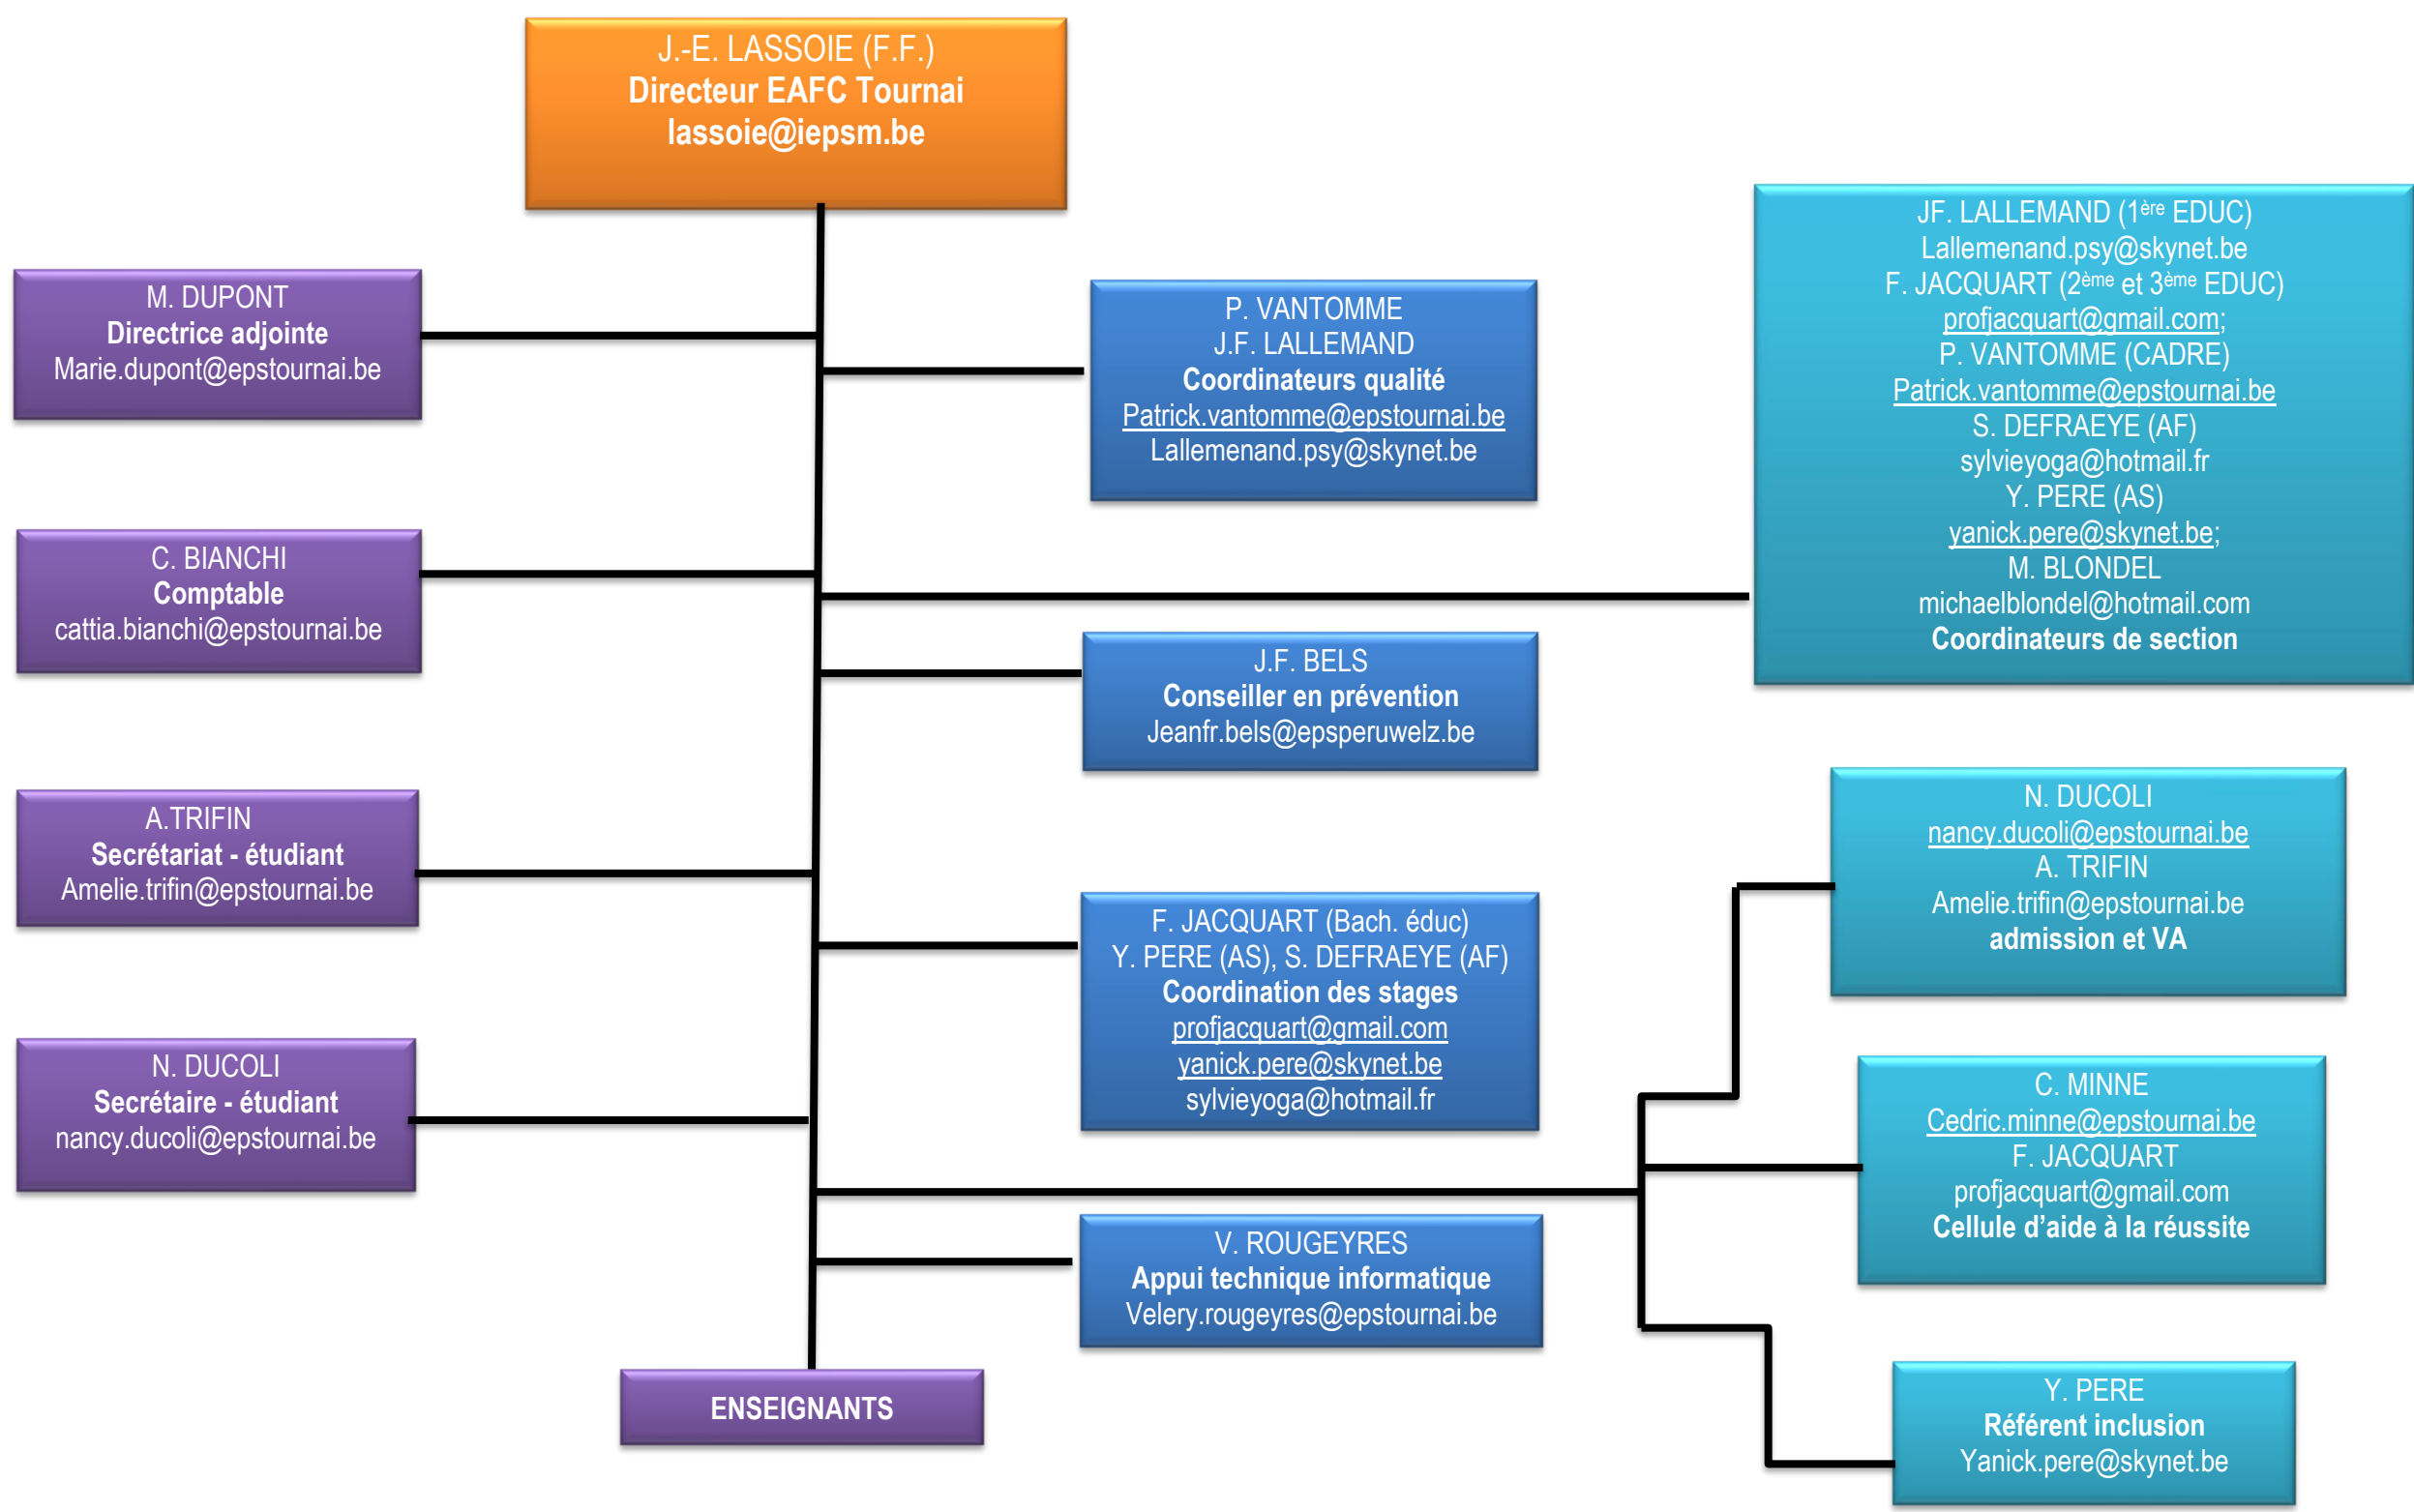 J.-E. LASSOIE (F.F.)
Directeur EAFC Tournai
lassoie@iepsm.be
M. DUPONT
Directrice adjointe
Marie.dupont@epstournai.be
P. VANTOMME
J.F. LALLEMAND
Coordinateurs qualité
Patrick.vantomme@epstournai.be
Lallemenand.psy@skynet.be
JF. LALLEMAND (1ère EDUC)
Lallemenand.psy@skynet.be
F. JACQUART (2ème et 3ème EDUC)
profjacquart@gmail.com;
P. VANTOMME (CADRE)
Patrick.vantomme@epstournai.be
S. DEFRAEYE (AF)
sylvieyoga@hotmail.fr
Y. PERE (AS)
yanick.pere@skynet.be;
M. BLONDEL
michaelblondel@hotmail.com
Coordinateurs de section
C. BIANCHI
Comptable
cattia.bianchi@epstournai.be
J.F. BELS
Conseiller en prévention
Jeanfr.bels@epsperuwelz.be
A.TRIFIN
Secrétariat - étudiant
Amelie.trifin@epstournai.be
N. DUCOLI
nancy.ducoli@epstournai.be
A. TRIFIN
Amelie.trifin@epstournai.be
admission et VA
F. JACQUART (Bach. éduc)
Y. PERE (AS), S. DEFRAEYE (AF)
Coordination des stages
profjacquart@gmail.com
yanick.pere@skynet.be
sylvieyoga@hotmail.fr
N. DUCOLI
Secrétaire - étudiant
nancy.ducoli@epstournai.be
C. MINNE
Cedric.minne@epstournai.be
F. JACQUART
profjacquart@gmail.com
Cellule d'aide à la réussite
V. ROUGEYRES
Appui technique informatique
Velery.rougeyres@epstournai.be
ENSEIGNANTS
Y. PERE
Référent inclusion
Yanick.pere@skynet.be